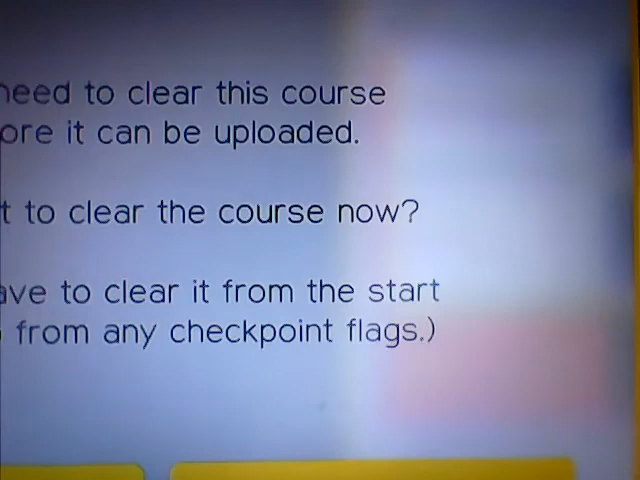 need to clear this course
ore it can be uploaded.
t to clear the course now?
ave to clear it from the start
from any checkpoint flags.)